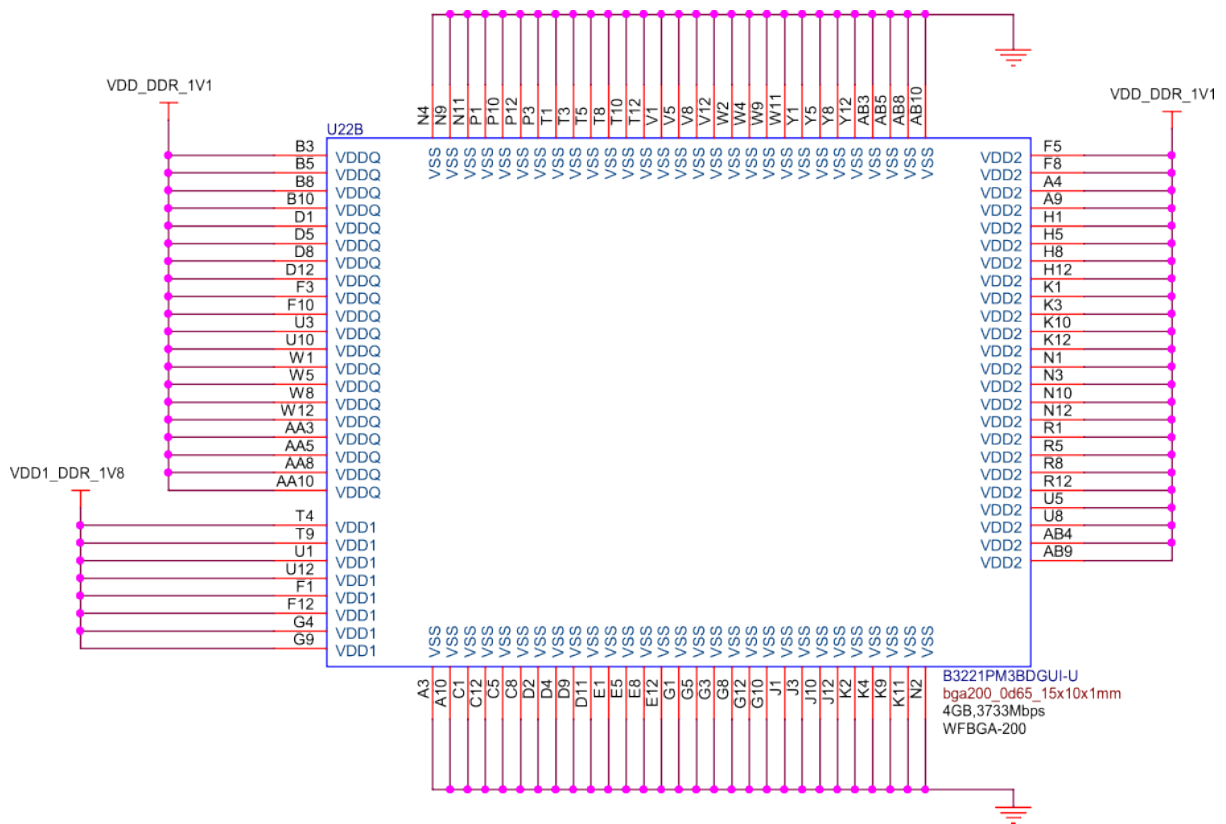 VDD_DDR_1V1
VDD_DDR_1V1
N4 N9 N11 P1 P10 P12 P3 T1 T3 T5 T8 T10 T12 V1 V5 V8 V12 W2 W4 W9 W11 Y1 Y5 Y8 Y12 AB3 AB5 AB8 AB10
U22B
VSS VSS VSS VSS VSS VSS VSS VSS VSS VSS VSS VSS VSS VSS VSS VSS VSS VSS VSS VSS VSS VSS VSS VSS VSS VSS VSS VSS VSS
B3 VDDQ VDD2 F5
B5 VDDQ VDD2 F8
B8 VDDQ VDD2 A4
B10 VDDQ VDD2 A9
D1 VDDQ VDD2 H1
D5 VDDQ VDD2 H5
D8 VDDQ VDD2 H8
D12 VDDQ VDD2 H12
F3 VDDQ VDD2 K1
F10 VDDQ VDD2 K3
U3 VDDQ VDD2 K10
U10 VDDQ VDD2 K12
W1 VDDQ VDD2 N1
W5 VDDQ VDD2 N3
W8 VDDQ VDD2 N10
W12 VDDQ VDD2 N12
AA3 VDDQ VDD2 R1
AA5 VDDQ VDD2 R5
AA8 VDDQ VDD2 R8
VDD1_DDR_1V8
AA10 VDDQ VDD2 R12
VDD2 U5
T4 VDD1 VDD2 U8
T9 VDD1 VDD2 AB4
U1 VDD1 VDD2 AB9
U12 VDD1
F1 VDD1
F12 VDD1
G4 VDD1
G9 VDD1
VSS VSS VSS VSS VSS VSS VSS VSS VSS VSS VSS VSS VSS VSS VSS VSS VSS VSS VSS VSS VSS VSS VSS VSS VSS VSS VSS VSS VSS
A3 A10 C1 C12 C5 C8 D2 D4 D9 D11 E1 E5 E8 E12 G1 G5 G3 G8 G12 G10 J1 J3 J10 J12 K2 K4 K9 K11 N2
B3221PM3BDGUI-U
bga200_0d65_15x10x1mm
4GB,3733Mbps
WFBGA-200